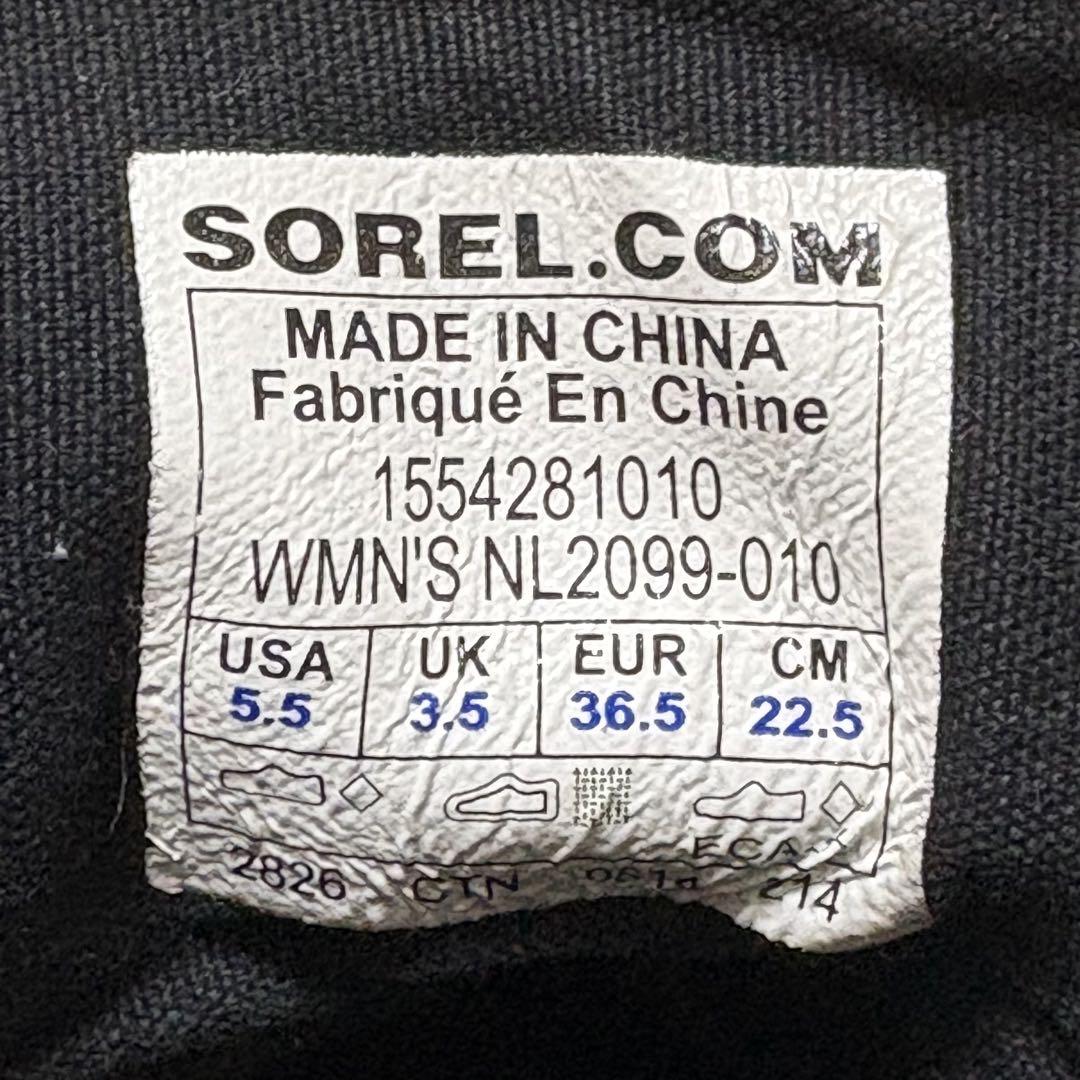 SOREL.COM
MADE IN CHINA
Fabriqué En Chine
1554281010
WMN'S NL2099-010
USA UK EUR CM
5.5 3.5 36.5 22.5
ECA
2826 CTN 214